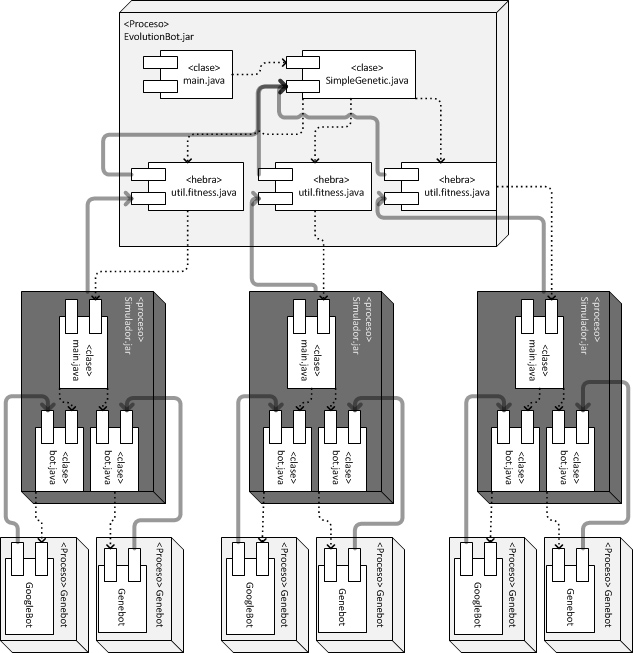 <Proceso>
EvolutionBot.jar
<clase>
main.java
<clase>
SimpleGenetic.java
<hebra>
util.fitness.java
<hebra>
util.fitness.java
<hebra>
util.fitness.java
<proceso>
Simulador.jar
<clase>
main.java
<clase>
bot.java
<clase>
bot.java
<proceso>
Simulador.jar
<clase>
main.java
<clase>
bot.java
<clase>
bot.java
<proceso>
Simulador.jar
<clase>
main.java
<clase>
bot.java
<clase>
bot.java
<Proceso> Genebot
GoogleBot
<Proceso> Genebot
Genebot
<Proceso> Genebot
GoogleBot
<Proceso> Genebot
Genebot
<Proceso> Genebot
GoogleBot
<Proceso> Genebot
Genebot